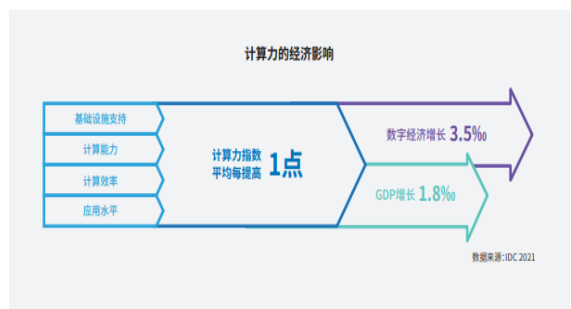 计算力的经济影响
基础设施支持
计算能力
计算效率
应用水平
计算力指数
平均每提高 1点
数字经济增长 3.5‰
GDP增长 1.8‰
数据来源:IDC 2021